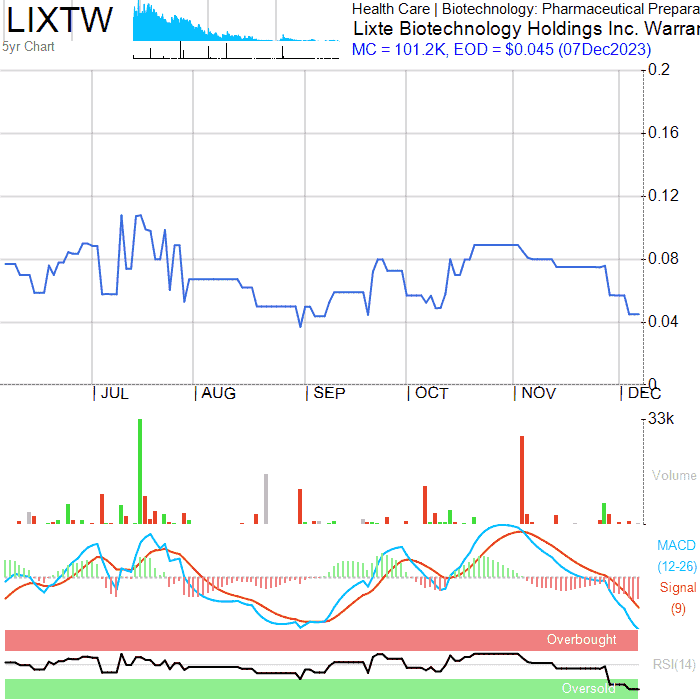 LIXTW
5yr Chart
Health Care | Biotechnology: Pharmaceutical Prepara
Lixte Biotechnology Holdings Inc. Warran
MC = 101.2K, EOD = $0.045 (07Dec2023)
0.2
0.16
0.12
0.08
0.04
0
JUL AUG SEP OCT NOV DEC
33k
Volume
MACD
(12-26)
Signal
(9)
Overbought
RSI(14)
Oversold